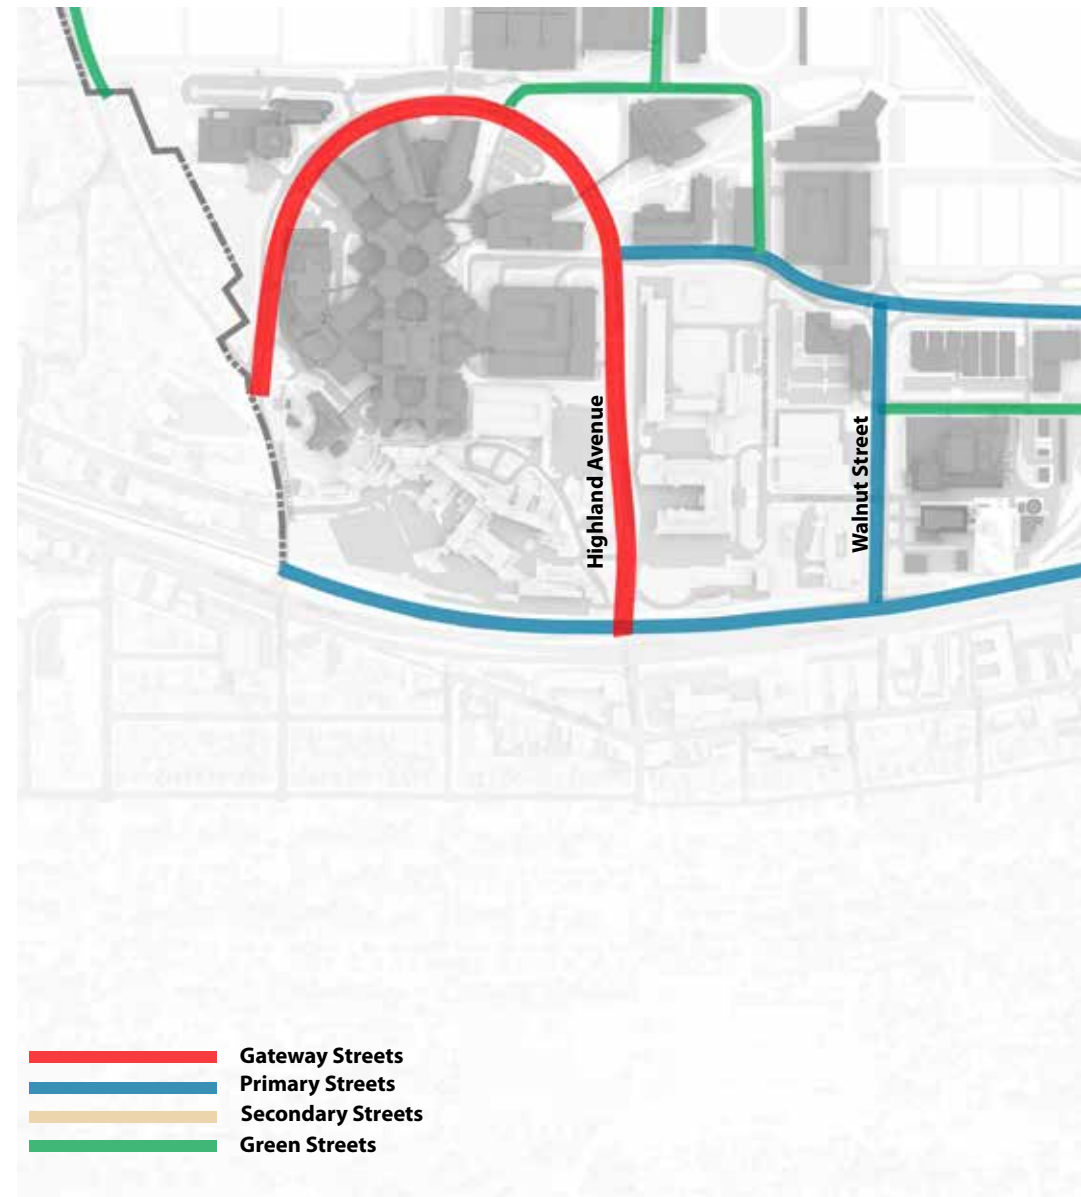 Highland Avenue
Walnut Street
Gateway Streets
Primary Streets
Secondary Streets
Green Streets